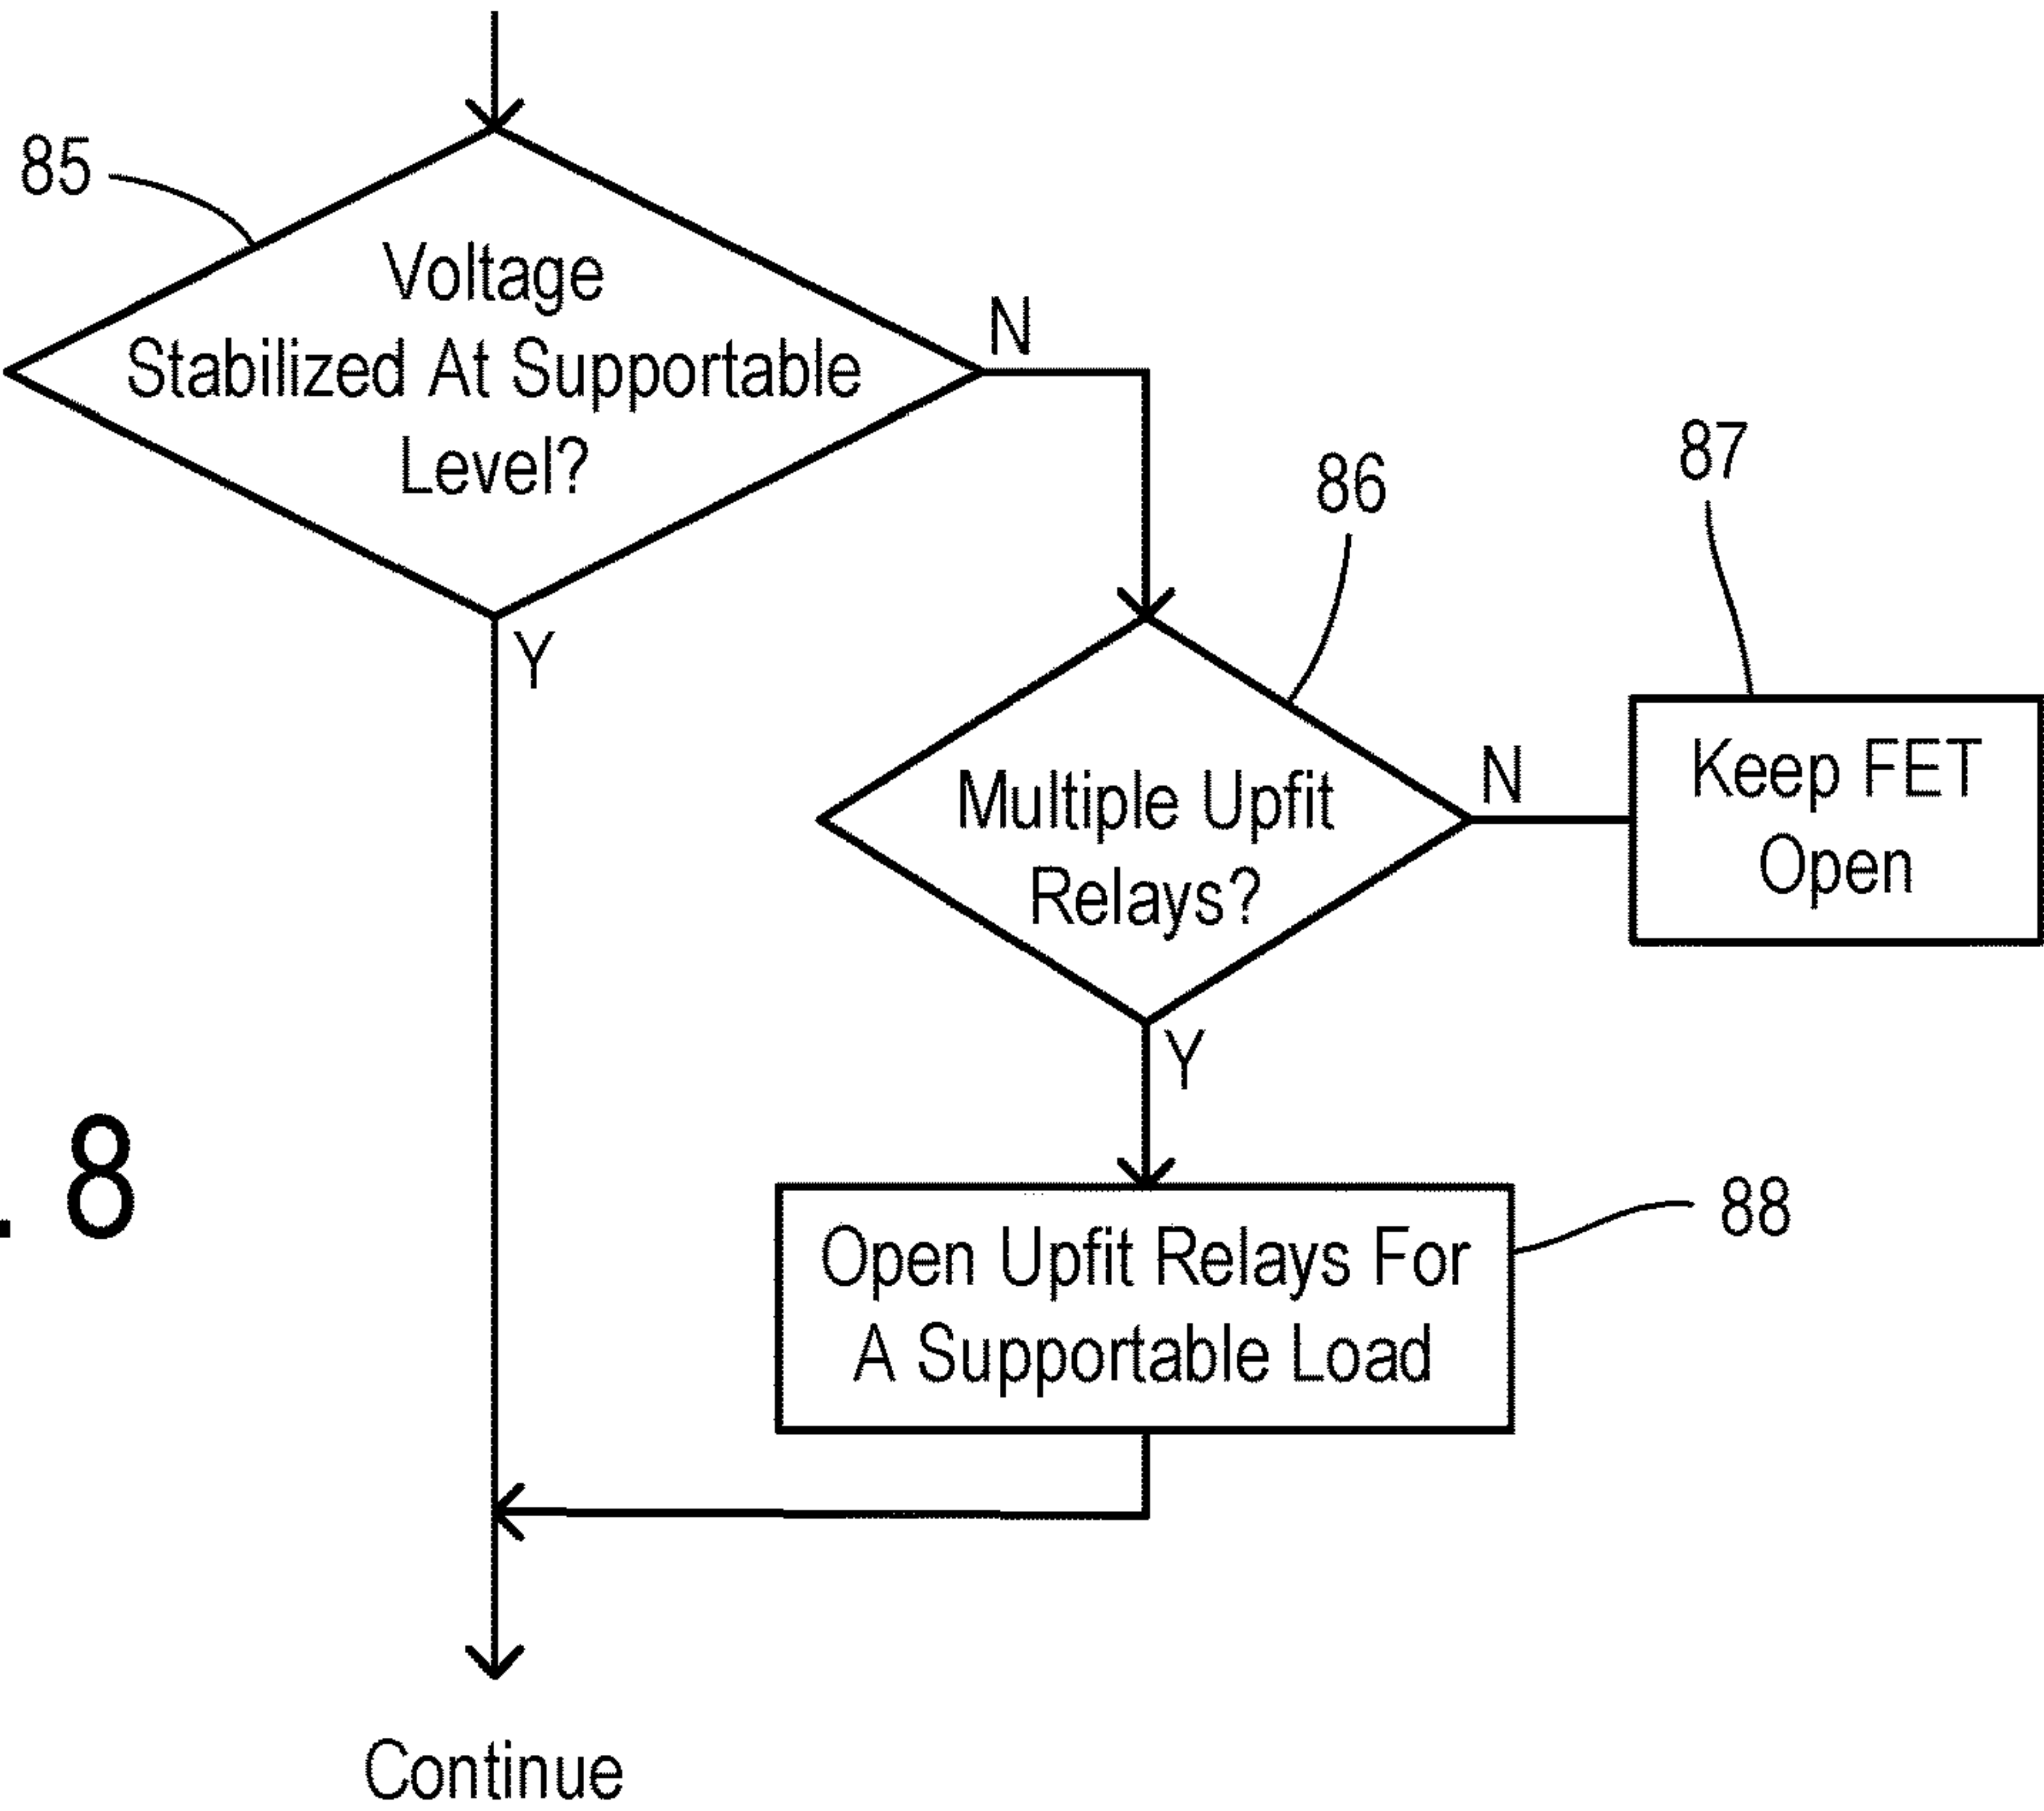 85
Voltage
Stabilized At Supportable
Level?
N
Y
86
87
Multiple Upfit
Relays?
N
Keep FET
Open
Y
. 8
Open Upfit Relays For
A Supportable Load
88
Continue